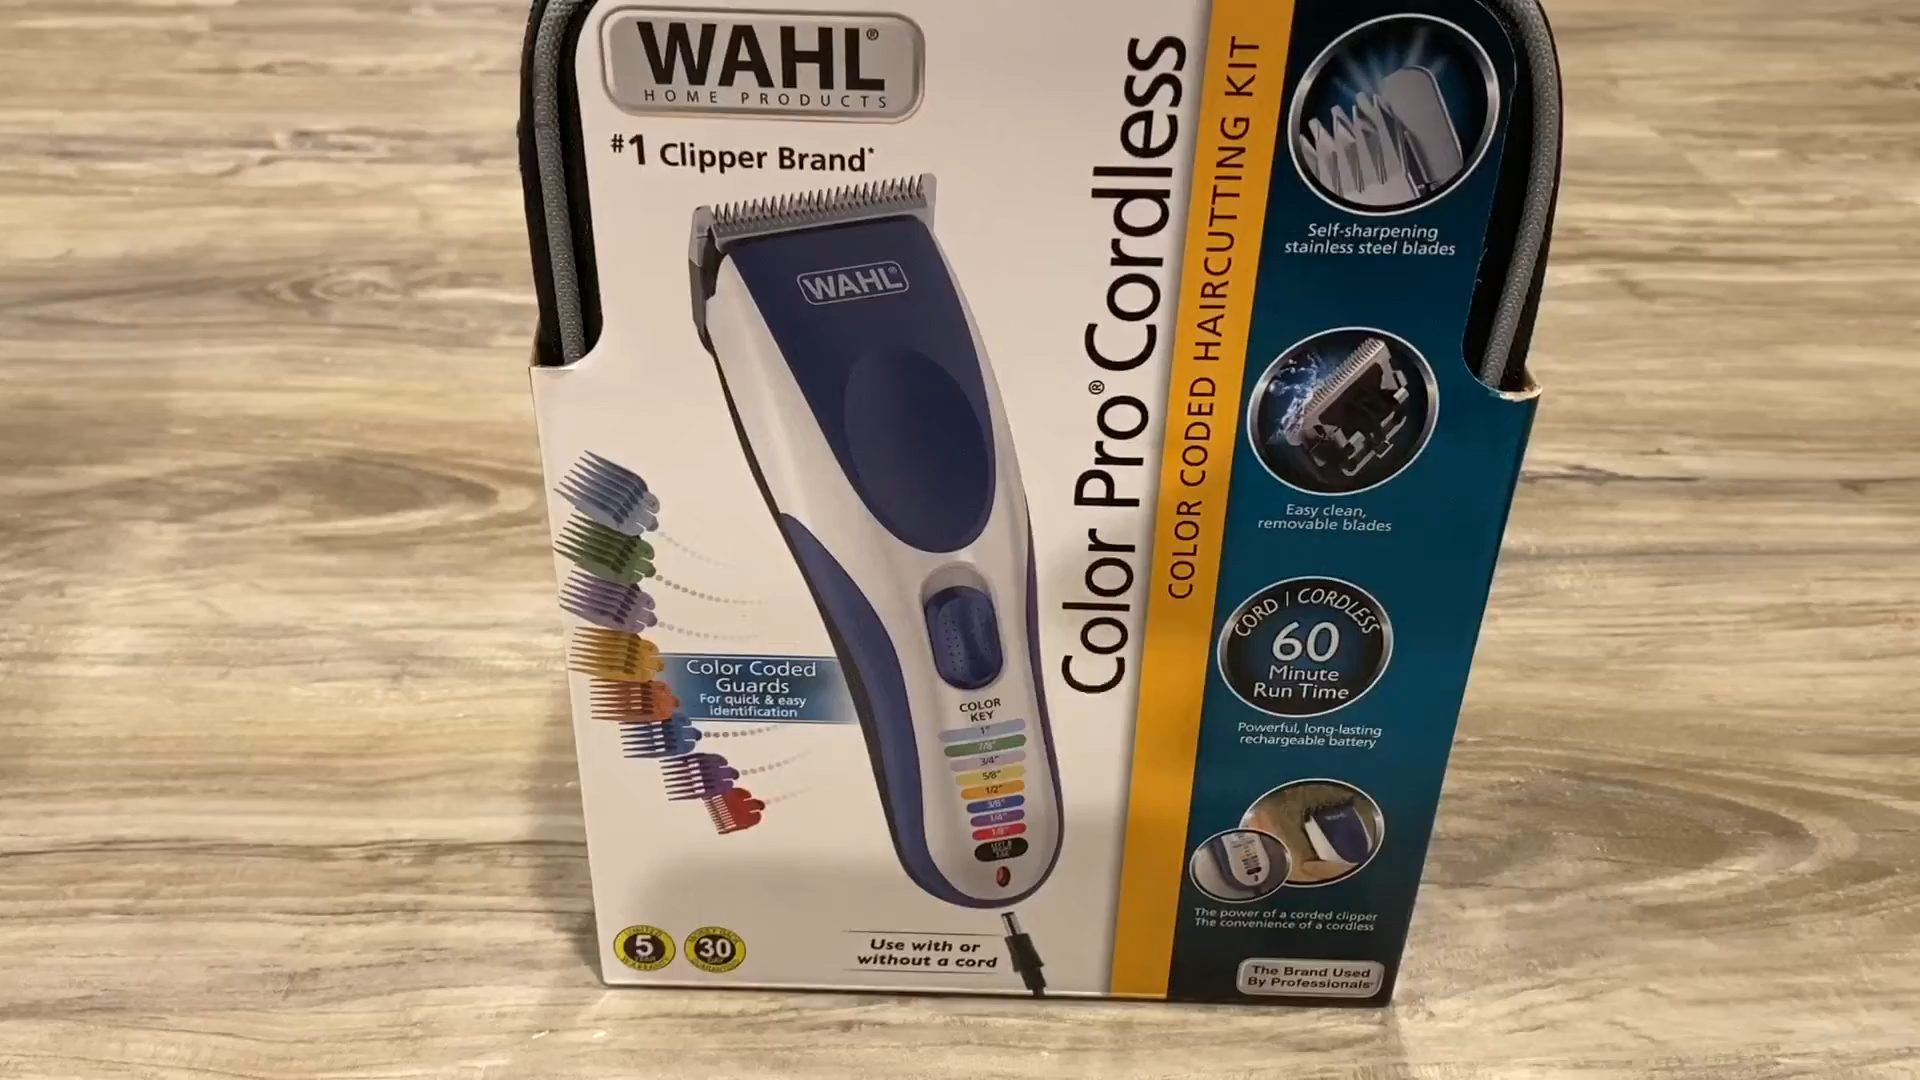 WAHL®
HOME PRODUCTS
#1 Clipper Brand*
WAHL®
Color Coded
Guards
For quick & easy
identification
COLOR
KEY
1"
7/8"
3/4"
5/8"
1/2"
3/8"
1/4"
1/8"
5
YEAR
WARRANTY
30
DAY
Use with or
without a cord
Color Pro® Cordless
COLOR CODED HAIRCUTTING KIT
Self-sharpening
stainless steel blades
Easy clean,
removable blades
CORD / CORDLESS
60
Minute
Run Time
Powerful, long-lasting
rechargeable battery
The power of a corded clipper
The convenience of a cordless
The Brand Used
By Professionals*